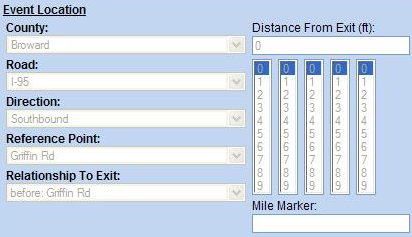 Event Location
County:
Broward
Road:
I-95
Direction:
Southbound
Reference Point:
Griffin Rd
Relationship To Exit:
before: Griffin Rd
Distance From Exit (ft):
0
0 0 0 0 0
1 1 1 1 1
2 2 2 2 2
3 3 3 3 3
4 4 4 4 4
5 5 5 5 5
6 6 6 6 6
7 7 7 7 7
8 8 8 8 8
9 9 9 9 9
Mile Marker: